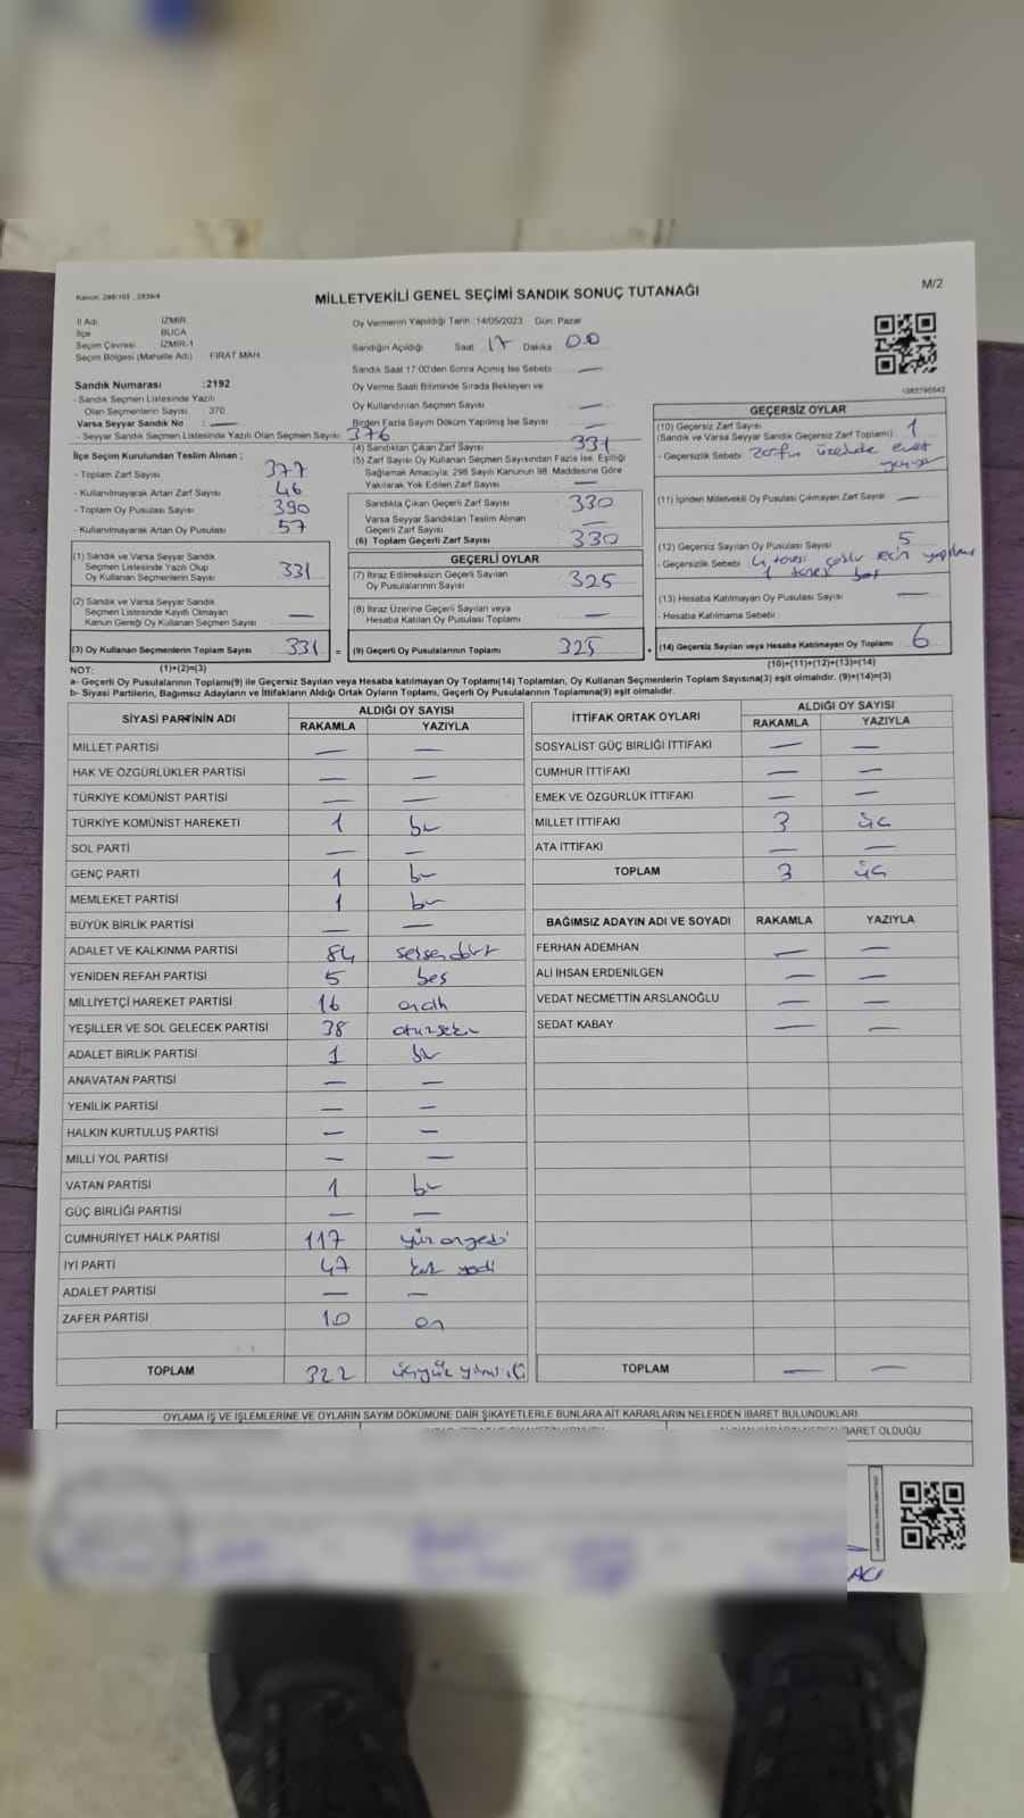 MİLLETVEKİLİ GENEL SEÇİMİ SANDIK SONUÇ TUTANAĞI
M/2
İl Adı : İZMİR
İlçe : BUCA
Seçim Çevresi : İZMİR-1
Seçim Bölgesi (Mahalle Adı) : FIRAT MAH.
Oy Vermenin Yapıldığı Tarih :14/05/2023 Gün: Pazar
Sandığın Açıldığı Saat 17 Dakika 00
Sandık Saat 17:00'den Sonra Açılmış İse Sebebi : —
Oy Verme Saati Bitiminde Sırada Bekleyen ve
Oy Kullandırılan Seçmen Sayısı —
Birden Fazla Sayım Döküm Yapılmış İse Sayısı —
Sandık Numarası :2192
- Sandık Seçmen Listesinde Yazılı
Olan Seçmenlerin Sayısı : 370
Varsa Seyyar Sandık No : —
- Seyyar Sandık Seçmen Listesinde Yazılı Olan Seçmen Sayısı: 376
İlçe Seçim Kurulundan Teslim Alınan ;
- Toplam Zarf Sayısı : 377
- Kullanılmayarak Artan Zarf Sayısı : 46
- Toplam Oy Pusulası Sayısı : 390
- Kullanılmayarak Artan Oy Pusulası : 57
(1) Sandık ve Varsa Seyyar Sandık
Seçmen Listesinde Yazılı Olup
Oy Kullanan Seçmenlerin Sayısı : 331
(2) Sandık ve Varsa Seyyar Sandık
Seçmen Listesinde Kayıtlı Olmayan
Kanun Gereği Oy Kullanan Seçmen Sayısı : —
(3) Oy Kullanan Seçmenlerin Toplam Sayısı : 331 =
(4) Sandıktan Çıkan Zarf Sayısı : 331
(5) Zarf Sayısı Oy Kullanan Seçmen Sayısından Fazla İse, Eşitliği
Sağlamak Amacıyla, 298 Sayılı Kanunun 98. Maddesine Göre
Yakılarak Yok Edilen Zarf Sayısı : —
Sandıkta Çıkan Geçerli Zarf Sayısı : 330
Varsa Seyyar Sandıktan Teslim Alınan
Geçerli Zarf Sayısı : —
(6) Toplam Geçerli Zarf Sayısı : 330
GEÇERLİ OYLAR
(7) İtiraz Edilmeksizin Geçerli Sayılan
Oy Pusulalarının Sayısı : 325
(8) İtiraz Üzerine Geçerli Sayılan veya
Hesaba Katılan Oy Pusulası Toplamı : —
(9) Geçerli Oy Pusulalarının Toplamı : 325 +
GEÇERSİZ OYLAR
(10) Geçersiz Zarf Sayısı : 1
(Sandık ve Varsa Seyyar Sandık Geçersiz Zarf Toplamı)
- Geçersizlik Sebebi : Zarfın üzerinde evet
(11) İçinden Milletvekili Oy Pusulası Çıkmayan Zarf Sayısı : —
(12) Geçersiz Sayılan Oy Pusulası Sayısı : 5
- Geçersizlik Sebebi : 4 tanesi
1 tanesi boş
(13) Hesaba Katılmayan Oy Pusulası Sayısı : —
- Hesaba Katılmama Sebebi :
(14) Geçersiz Sayılan veya Hesaba Katılmayan Oy Toplamı : 6
NOT: (1)+(2)=(3) (10)+(11)+(12)+(13)=(14)
a- Geçerli Oy Pusulalarının Toplamı(9) ile Geçersiz Sayılan veya Hesaba katılmayan Oy Toplamı(14) Toplamları, Oy Kullanan Seçmenlerin Toplam Sayısına(3) eşit olmalıdır. (9)+(14)=(3)
b- Siyasi Partilerin, Bağımsız Adayların ve İttifakların Aldığı Ortak Oyların Toplamı, Geçerli Oy Pusulalarının Toplamına(9) eşit olmalıdır.
SİYASİ PARTİNİN ADI ALDIĞI OY SAYISI
RAKAMLA YAZIYLA
MİLLET PARTİSİ — —
HAK VE ÖZGÜRLÜKLER PARTİSİ — —
TÜRKİYE KOMÜNİST PARTİSİ — —
TÜRKİYE KOMÜNİST HAREKETİ 1 bir
SOL PARTİ — —
GENÇ PARTİ 1 bir
MEMLEKET PARTİSİ 1 bir
BÜYÜK BİRLİK PARTİSİ — —
ADALET VE KALKINMA PARTİSİ 84 seksendört
YENİDEN REFAH PARTİSİ 5 beş
MİLLİYETÇİ HAREKET PARTİSİ 16 onaltı
YEŞİLLER VE SOL GELECEK PARTİSİ 38 otuzsekiz
ADALET BİRLİK PARTİSİ 1 bir
ANAVATAN PARTİSİ — —
YENİLİK PARTİSİ — —
HALKIN KURTULUŞ PARTİSİ — —
MİLLİ YOL PARTİSİ — —
VATAN PARTİSİ 1 bir
GÜÇ BİRLİĞİ PARTİSİ — —
CUMHURİYET HALK PARTİSİ 117 yüzonyedi
İYİ PARTİ 47 kırk yedi
ADALET PARTİSİ — —
ZAFER PARTİSİ 10 on
TOPLAM 322 üçyüz yirmi iki
İTTİFAK ORTAK OYLARI ALDIĞI OY SAYISI
RAKAMLA YAZIYLA
SOSYALİST GÜÇ BİRLİĞİ İTTİFAKI — —
CUMHUR İTTİFAKI — —
EMEK VE ÖZGÜRLÜK İTTİFAKI — —
MİLLET İTTİFAKI 3 üç
ATA İTTİFAKI — —
TOPLAM 3 üç
BAĞIMSIZ ADAYIN ADI VE SOYADI RAKAMLA YAZIYLA
FERHAN ADEMHAN — —
ALİ İHSAN ERDENİLGEN — —
VEDAT NECMETTİN ARSLANOĞLU — —
SEDAT KABAY — —
TOPLAM — —
OYLAMA İŞ VE İŞLEMLERİNE VE OYLARIN SAYIM DÖKÜMÜNE DAİR ŞİKAYETLERLE BUNLARA AİT KARARLARIN NELERDEN İBARET BULUNDUKLARI
İBARET OLDUĞU